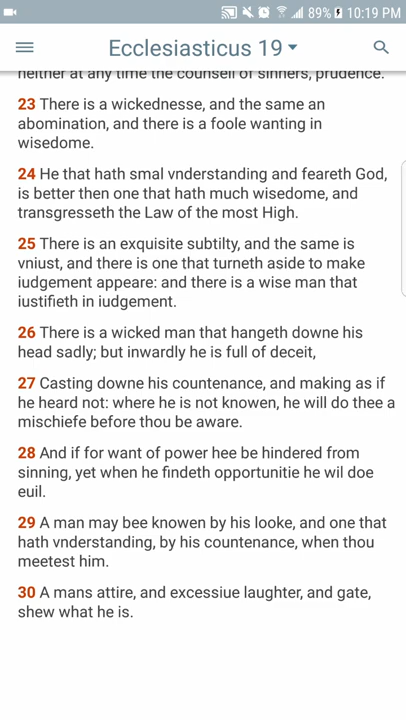 89% 10:19 PM
Ecclesiasticus 19
neither at any time the counsell of sinners, prudence.
23 There is a wickednesse, and the same an
abomination, and there is a foole wanting in
wisedome.
24 He that hath smal vnderstanding and feareth God,
is better then one that hath much wisedome, and
transgresseth the Law of the most High.
25 There is an exquisite subtilty, and the same is
vniust, and there is one that turneth aside to make
iudgement appeare: and there is a wise man that
iustifieth in iudgement.
26 There is a wicked man that hangeth downe his
head sadly; but inwardly he is full of deceit,
27 Casting downe his countenance, and making as if
he heard not: where he is not knowen, he will do thee a
mischiefe before thou be aware.
28 And if for want of power hee be hindered from
sinning, yet when he findeth opportunitie he wil doe
euil.
29 A man may bee knowen by his looke, and one that
hath vnderstanding, by his countenance, when thou
meetest him.
30 A mans attire, and excessiue laughter, and gate,
shew what he is.